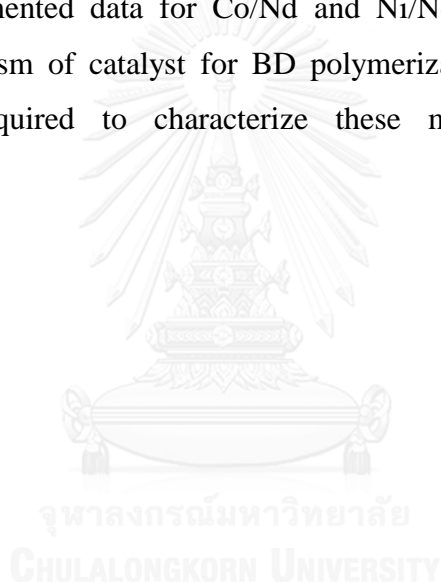 mented data for Co/Nd and Ni/N
sm of catalyst for BD polymeriza
quired to characterize these m
จุฬาลงกรณ์มหาวิทยาลัย
CHULALONGKORN UNIVERSITY